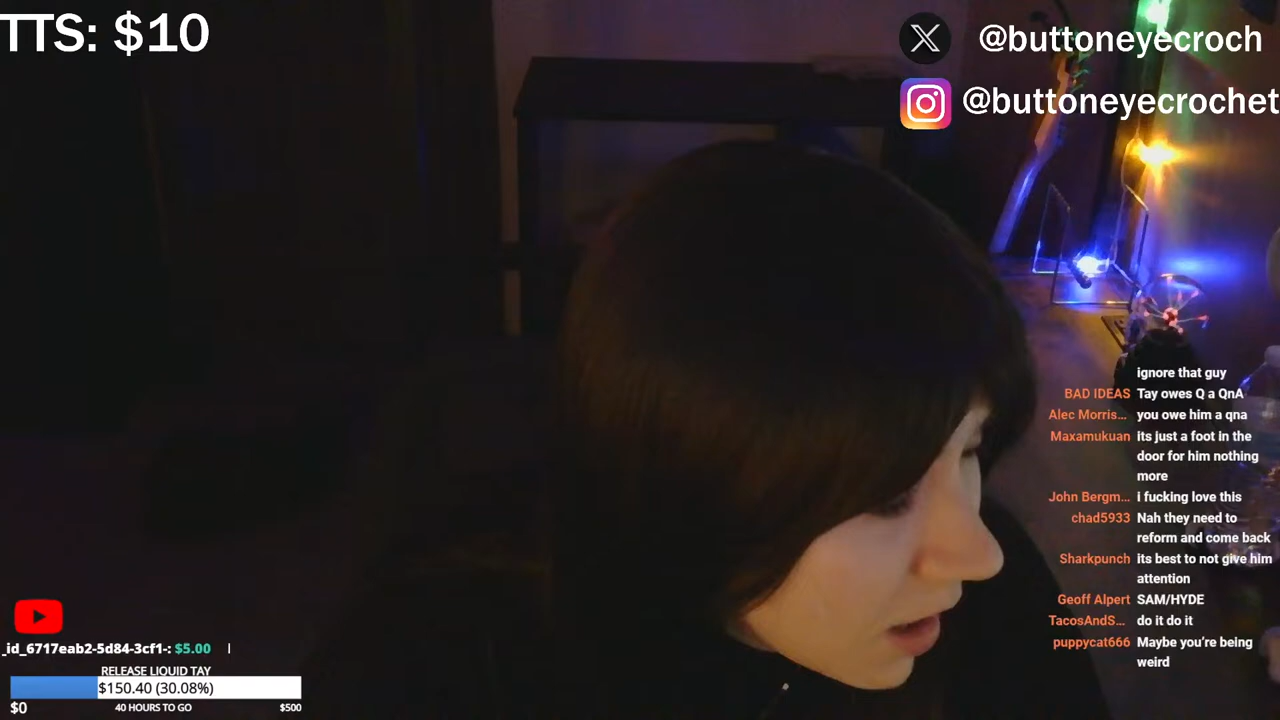 TTS: $10
@buttoneyecroch
@buttoneyecrochet
ignore that guy
BAD IDEAS Tay owes Q a QnA
Alec Morris... you owe him a qna
Maxamukuan its just a foot in the
door for him nothing
more
John Bergm... i fucking love this
chad5933 Nah they need to
reform and come back
Sharkpunch its best to not give him
attention
Geoff Alpert SAM/HYDE
TacosAndS... do it do it
puppycat666 Maybe you're being
weird
_id_6717eab2-5d84-3cf1-: $5.00
RELEASE LIQUID TAY
$150.40 (30.08%)
$0 40 HOURS TO GO $500